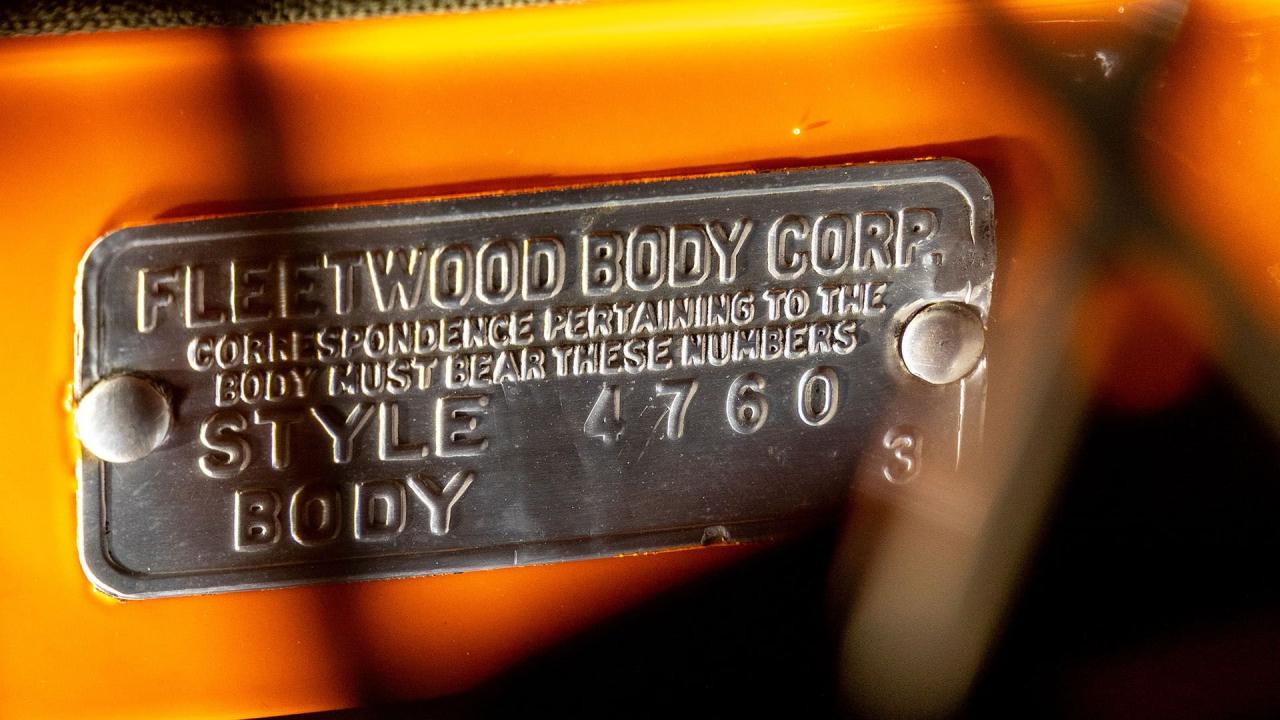 FLEETWOOD BODY CORP.
CORRESPONDENCE PERTAINING TO THE
BODY MUST BEAR THESE NUMBERS
STYLE 4760
BODY 3